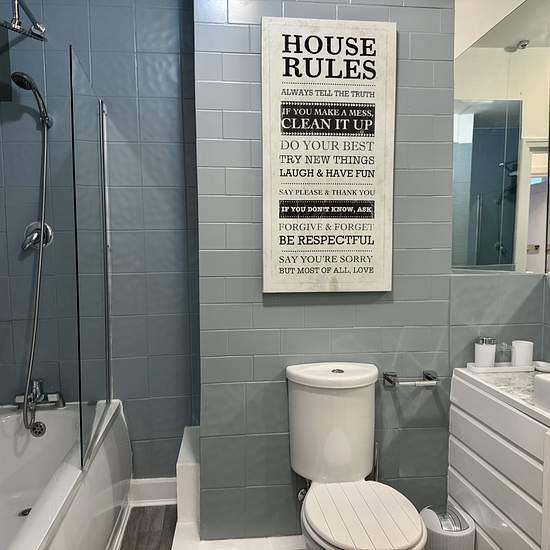 HOUSE
RULES
ALWAYS TELL THE TRUTH
IF YOU MAKE A MESS,
CLEAN IT UP
DO YOUR BEST
TRY NEW THINGS
LAUGH & HAVE FUN
SAY PLEASE & THANK YOU
IF YOU DON'T KNOW, ASK
FORGIVE & FORGET
BE RESPECTFUL
SAY YOU'RE SORRY
BUT MOST OF ALL, LOVE